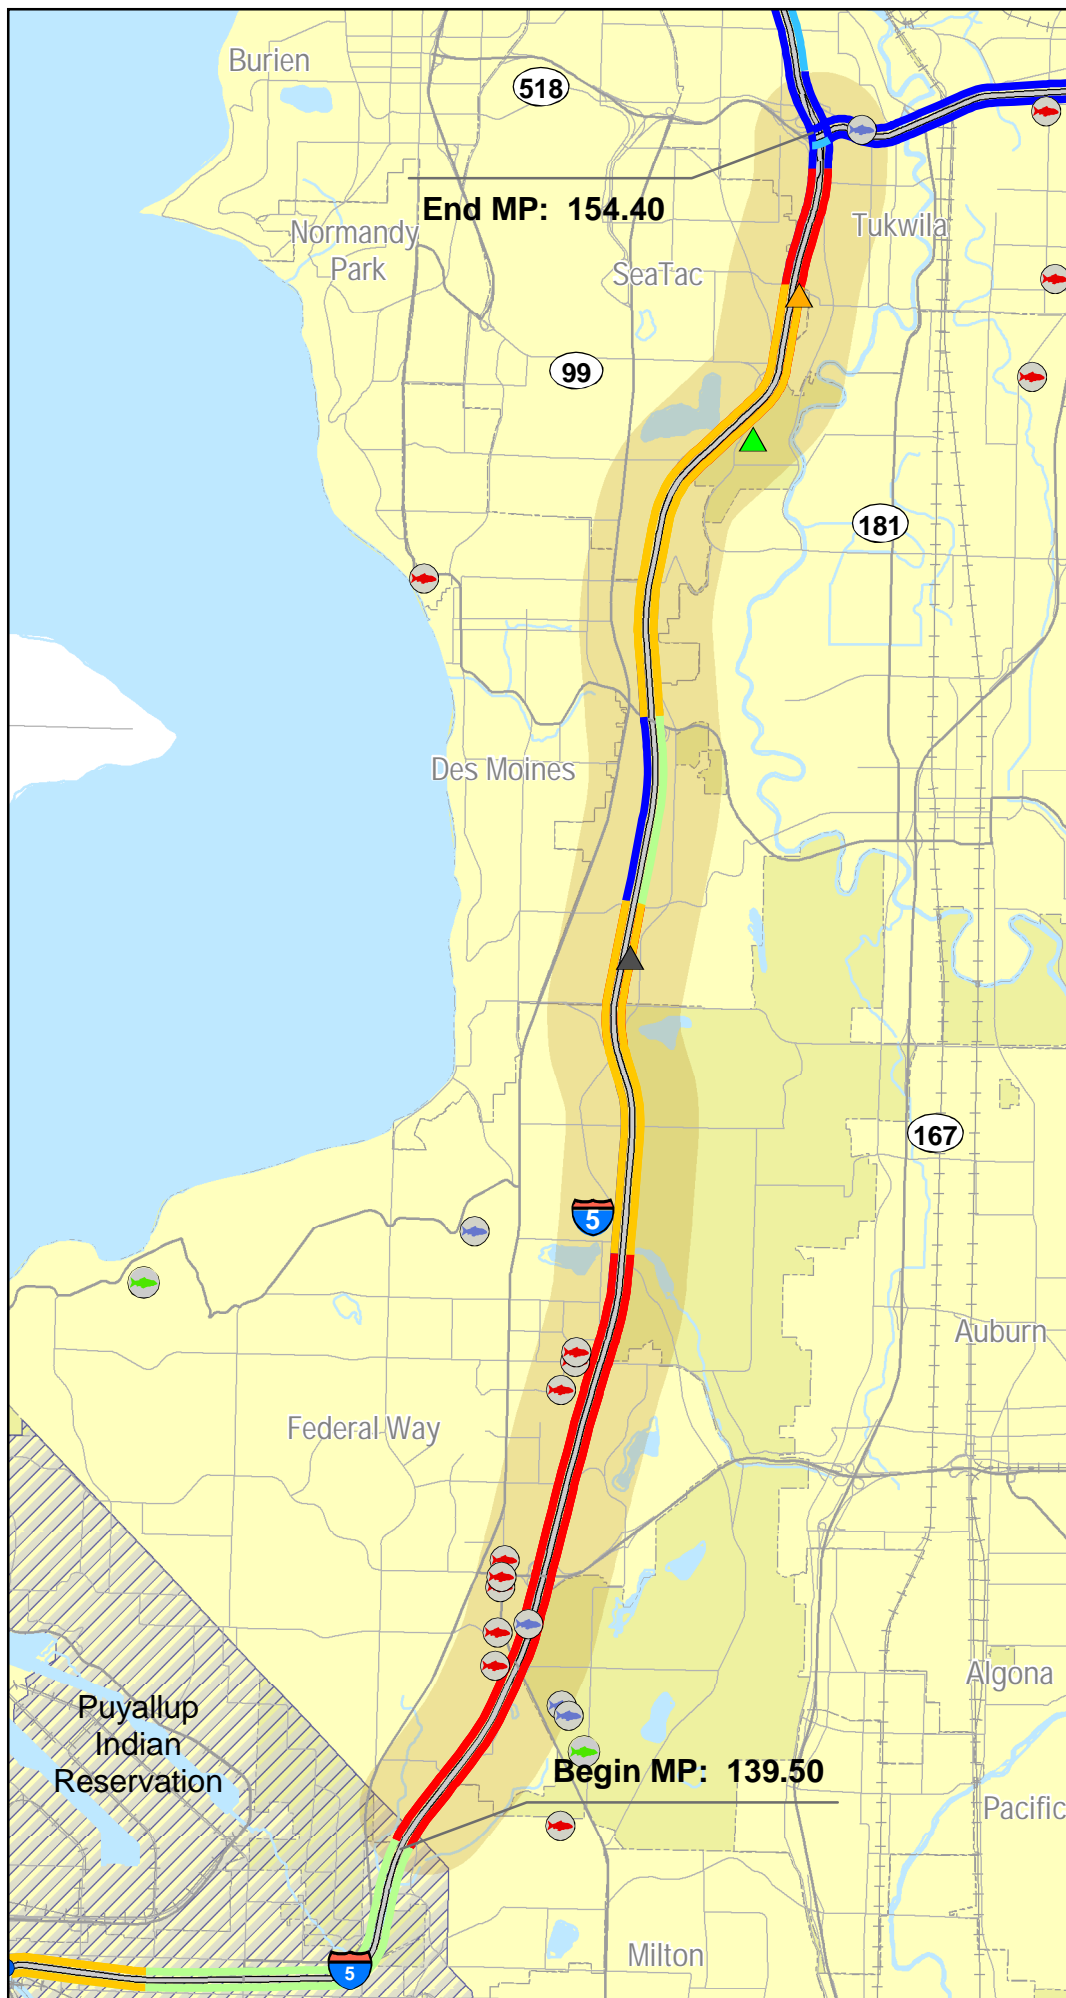 Burien
518
End MP: 154.40
Normandy
Park
Tukwila
SeaTac
99
181
Des Moines
167
5
Auburn
Federal Way
Puyallup
Indian
Reservation
Algona
Begin MP: 139.50
Pacific
Milton
5